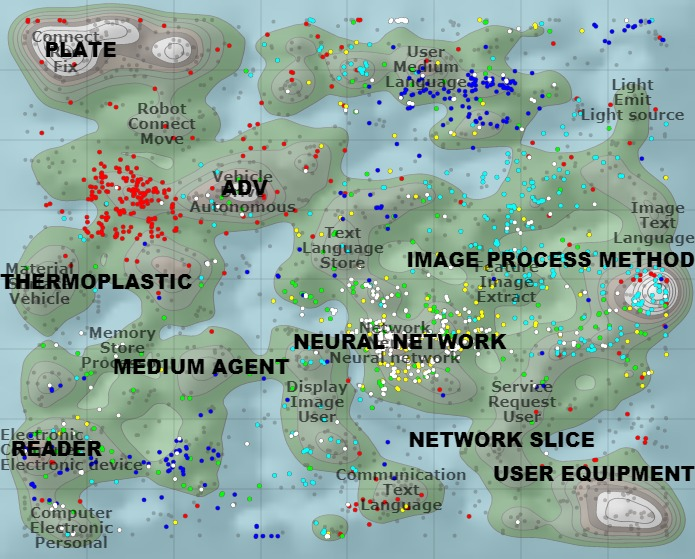 Connect
PLATE
Fix
User
Medium
Language
Light
Emit
Light source
Robot
Connect
Move
Vehicle
ADV
Autonomous
Image
Text
Language
Text
Language
Store
IMAGE PROCESS METHOD
Feature
Image
Extract
Material
THERMOPLASTIC
Vehicle
Network
NEURAL NETWORK
Neural network
Memory
Store
MEDIUM AGENT
Display
Image
User
Service
Request
User
Electronic
READER
Electronic device
NETWORK SLICE
USER EQUIPMENT
Communication
Text
Language
Computer
Electronic
Personal